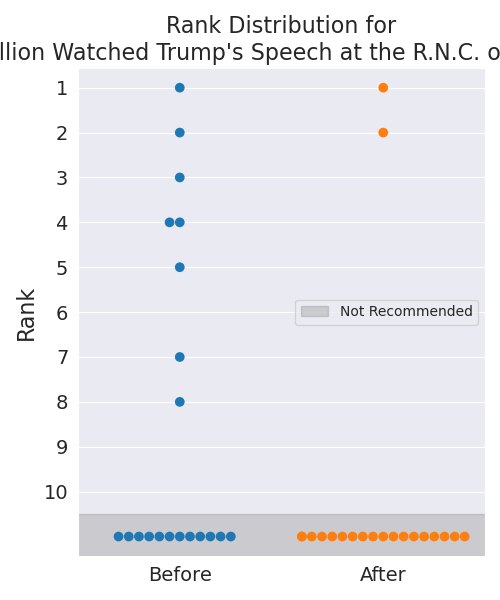 Rank Distribution for
Watched Trump's Speech at the R.N.C.
1
2
3
4
5
6
7
8
9
10
Rank
Not Recommended
Before
After